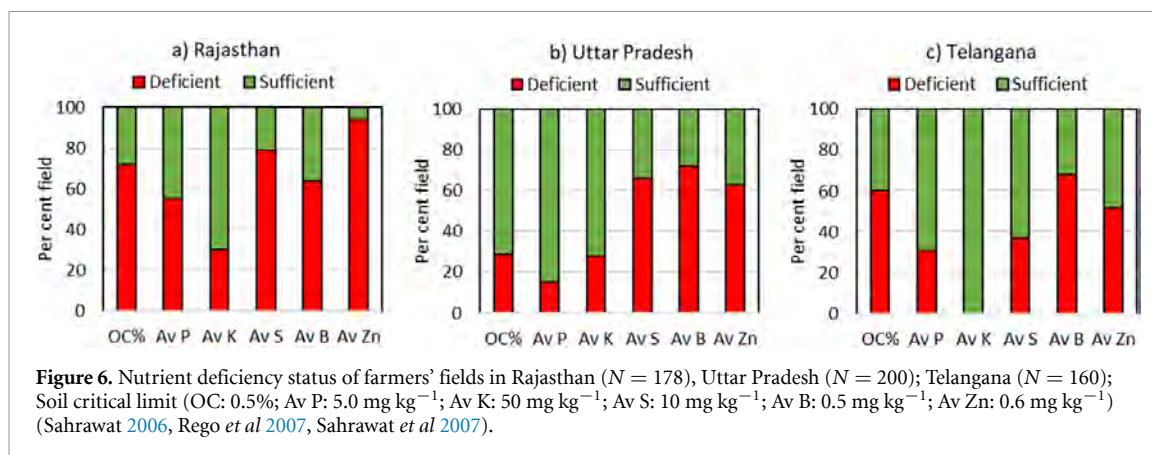 a) Rajasthan
Deficient Sufficient
Per cent field
100
80
60
40
20
0
OC% Av P Av K Av S Av B Av Zn
b) Uttar Pradesh
Deficient Sufficient
Per cent field
100
80
60
40
20
0
OC% Av P Av K Av S Av B Av Zn
c) Telangana
Deficient Sufficient
Per cent field
100
80
60
40
20
0
OC% Av P Av K Av S Av B Av Zn
Figure 6. Nutrient deficiency status of farmers’ fields in Rajasthan (N = 178), Uttar Pradesh (N = 200); Telangana (N = 160);
Soil critical limit (OC: 0.5%; Av P: 5.0 mg kg⁻¹; Av K: 50 mg kg⁻¹; Av S: 10 mg kg⁻¹; Av B: 0.5 mg kg⁻¹; Av Zn: 0.6 mg kg⁻¹)
(Sahrawat 2006, Rego et al 2007, Sahrawat et al 2007).